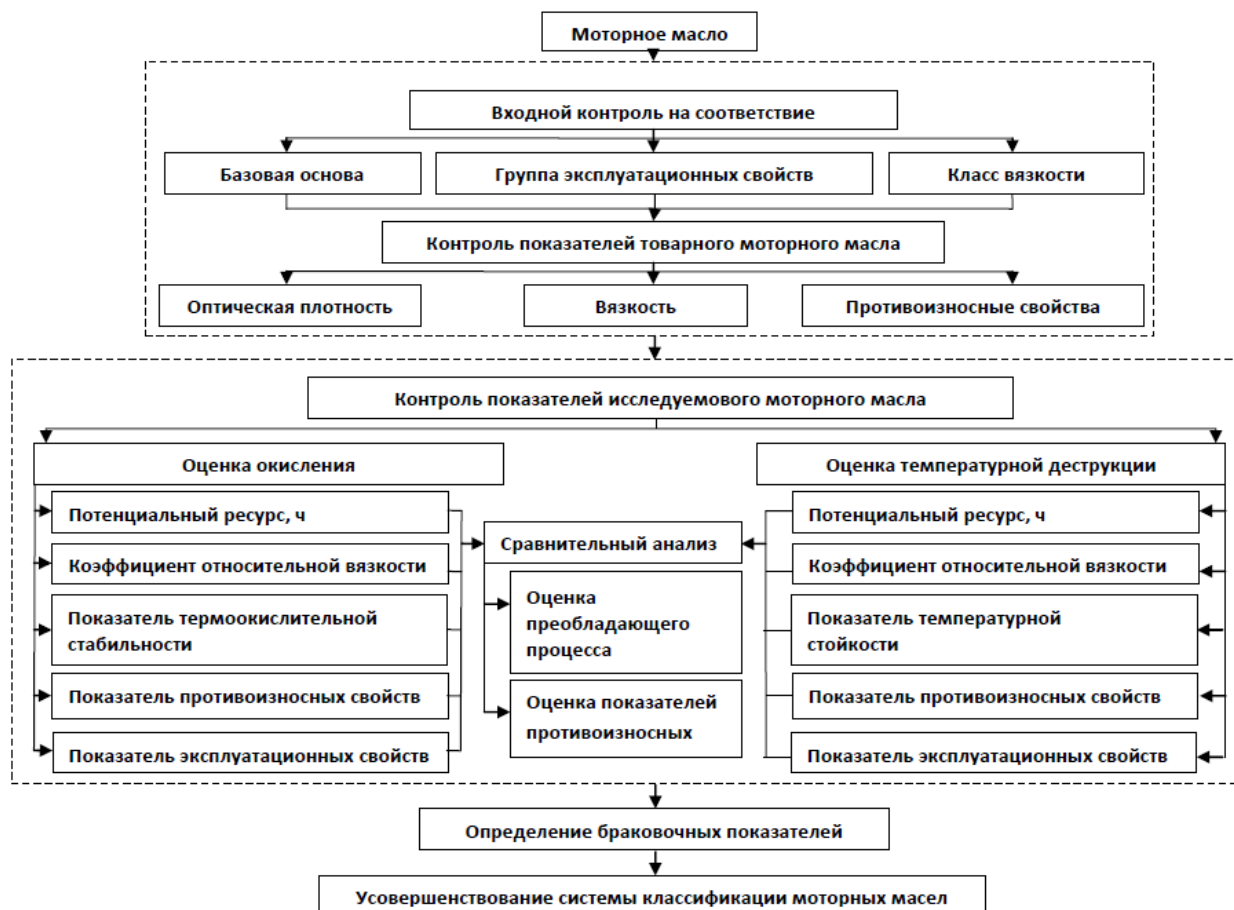 Моторное масло
Входной контроль на соответствие
Базовая основа
Группа эксплуатационных свойств
Класс вязкости
Контроль показателей товарного моторного масла
Оптическая плотность
Вязкость
Противоизносные свойства
Контроль показателей исследуемового моторного масла
Оценка окисления
Потенциальный ресурс, ч
Коэффициент относительной вязкости
Показатель термоокислительной
стабильности
Показатель противоизносных свойств
Показатель эксплуатационных свойств
Сравнительный анализ
Оценка
преобладающего
процесса
Оценка показателей
противоизносных
Оценка температурной деструкции
Потенциальный ресурс, ч
Коэффициент относительной вязкости
Показатель температурной
стойкости
Показатель противоизносных свойств
Показатель эксплуатационных свойств
Определение браковочных показателей
Усовершенствование системы классификации моторных масел